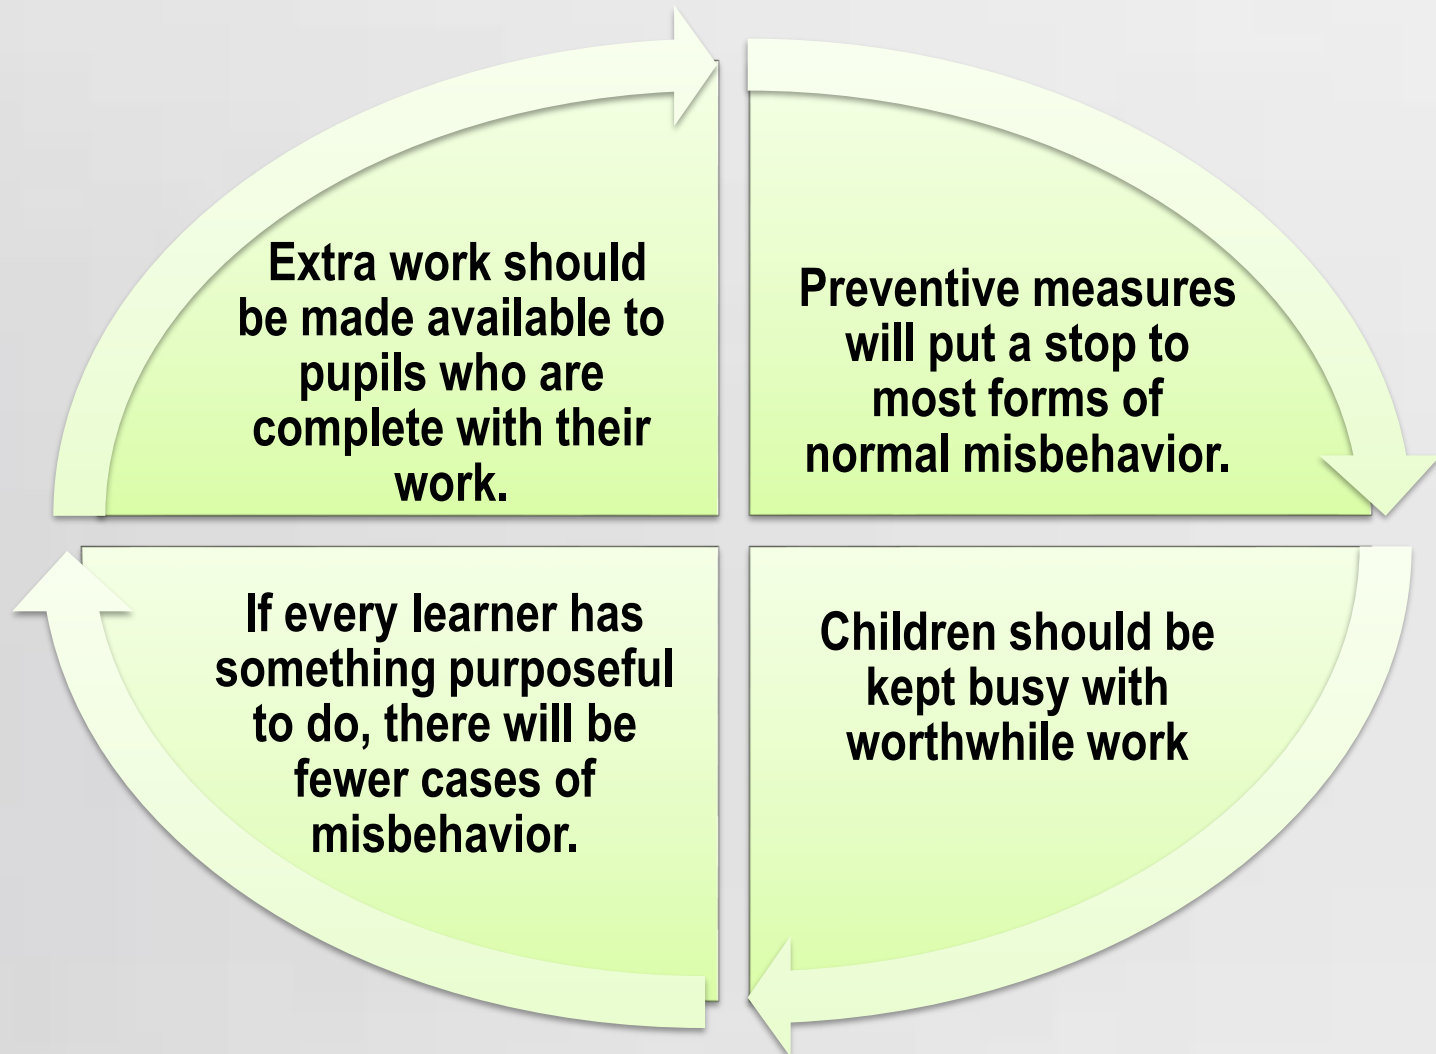 Extra work should
be made available to
pupils who are
complete with their
work.
Preventive measures
will put a stop to
most forms of
normal misbehavior.
If every learner has
something purposeful
to do, there will be
fewer cases of
misbehavior.
Children should be
kept busy with
worthwhile work